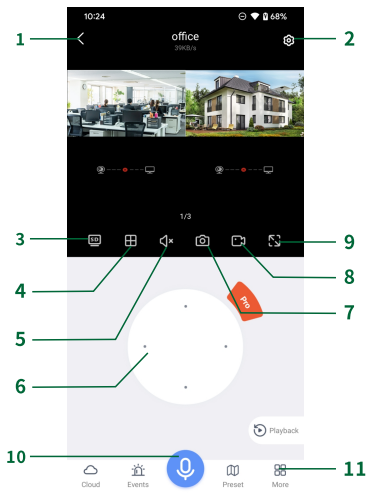 10:24
68%
1
office
2
39KB/s
1/3
3
SD
9
4
8
5
7
Pro
6
Playback
10
11
Cloud
Events
Preset
More